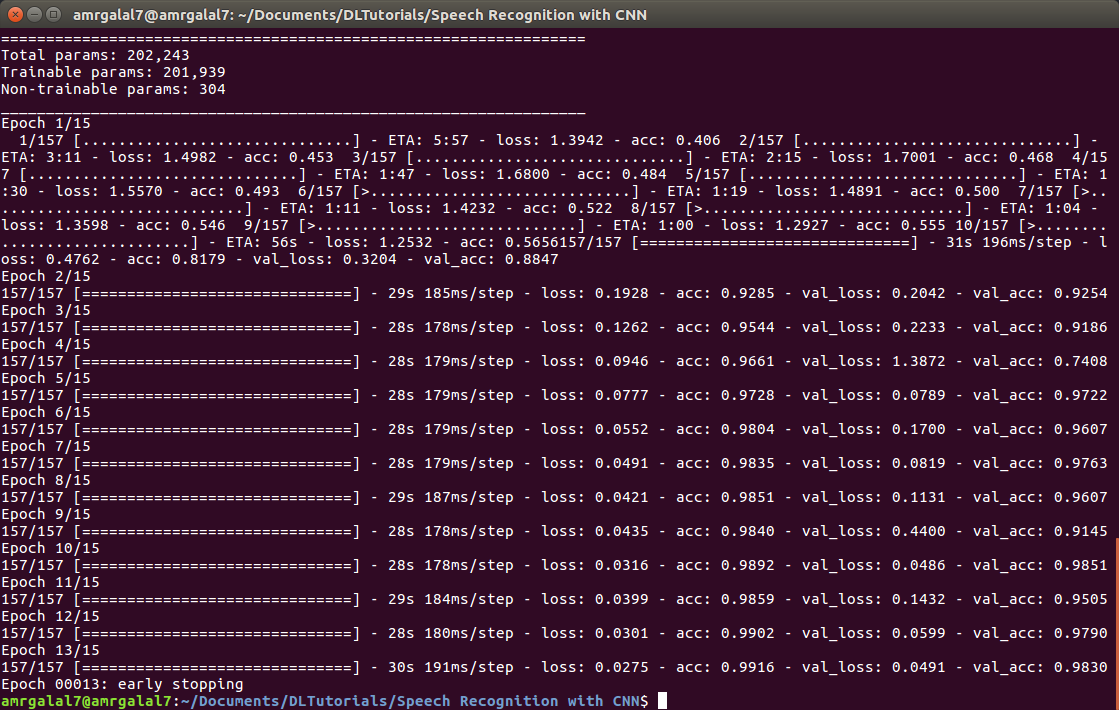 amrgalal7@amrgalal7: ~/Documents/DLTutorials/Speech Recognition with CNN
=================================================================
Total params: 202,243
Trainable params: 201,939
Non-trainable params: 304
_________________________________________________________________
Epoch 1/15
  1/157 [..............................] - ETA: 5:57 - loss: 1.3942 - acc: 0.406  2/157 [..............................] -
ETA: 3:11 - loss: 1.4982 - acc: 0.453  3/157 [..............................] - ETA: 2:15 - loss: 1.7001 - acc: 0.468  4/15
7 [..............................] - ETA: 1:47 - loss: 1.6800 - acc: 0.484  5/157 [..............................] - ETA: 1
:30 - loss: 1.5570 - acc: 0.493  6/157 [>.............................] - ETA: 1:19 - loss: 1.4891 - acc: 0.500  7/157 [>..
...........................] - ETA: 1:11 - loss: 1.4232 - acc: 0.522  8/157 [>.............................] - ETA: 1:04 -
loss: 1.3598 - acc: 0.546  9/157 [>.............................] - ETA: 1:00 - loss: 1.2927 - acc: 0.555 10/157 [>........
.....................] - ETA: 56s - loss: 1.2532 - acc: 0.5656157/157 [==============================] - 31s 196ms/step - l
oss: 0.4762 - acc: 0.8179 - val_loss: 0.3204 - val_acc: 0.8847
Epoch 2/15
157/157 [==============================] - 29s 185ms/step - loss: 0.1928 - acc: 0.9285 - val_loss: 0.2042 - val_acc: 0.9254
Epoch 3/15
157/157 [==============================] - 28s 178ms/step - loss: 0.1262 - acc: 0.9544 - val_loss: 0.2233 - val_acc: 0.9186
Epoch 4/15
157/157 [==============================] - 28s 179ms/step - loss: 0.0946 - acc: 0.9661 - val_loss: 1.3872 - val_acc: 0.7408
Epoch 5/15
157/157 [==============================] - 28s 179ms/step - loss: 0.0777 - acc: 0.9728 - val_loss: 0.0789 - val_acc: 0.9722
Epoch 6/15
157/157 [==============================] - 28s 179ms/step - loss: 0.0552 - acc: 0.9804 - val_loss: 0.1700 - val_acc: 0.9607
Epoch 7/15
157/157 [==============================] - 28s 179ms/step - loss: 0.0491 - acc: 0.9835 - val_loss: 0.0819 - val_acc: 0.9763
Epoch 8/15
157/157 [==============================] - 29s 187ms/step - loss: 0.0421 - acc: 0.9851 - val_loss: 0.1131 - val_acc: 0.9607
Epoch 9/15
157/157 [==============================] - 28s 178ms/step - loss: 0.0435 - acc: 0.9840 - val_loss: 0.4400 - val_acc: 0.9145
Epoch 10/15
157/157 [==============================] - 28s 178ms/step - loss: 0.0316 - acc: 0.9892 - val_loss: 0.0486 - val_acc: 0.9851
Epoch 11/15
157/157 [==============================] - 29s 184ms/step - loss: 0.0399 - acc: 0.9859 - val_loss: 0.1432 - val_acc: 0.9505
Epoch 12/15
157/157 [==============================] - 28s 180ms/step - loss: 0.0301 - acc: 0.9902 - val_loss: 0.0599 - val_acc: 0.9790
Epoch 13/15
157/157 [==============================] - 30s 191ms/step - loss: 0.0275 - acc: 0.9916 - val_loss: 0.0491 - val_acc: 0.9830
Epoch 00013: early stopping
amrgalal7@amrgalal7:~/Documents/DLTutorials/Speech Recognition with CNN$